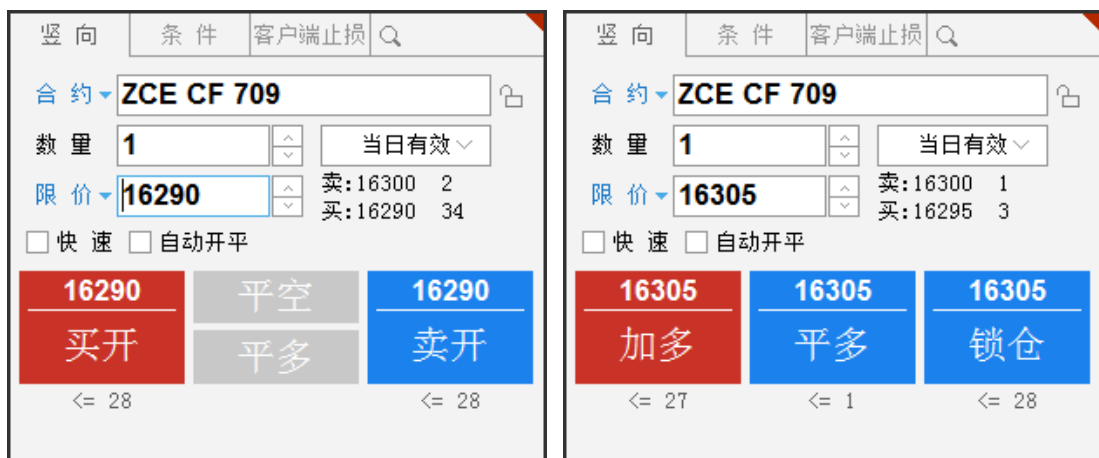 竖 向 条 件 客户端止损
合 约 ZCE CF 709
数 量 1 当日有效
限 价 16290 卖:16300 2
买:16290 34
快 速 自动开平
16290 平空 16290
买开 平多 卖开
<= 28 <= 28
竖 向 条 件 客户端止损
合 约 ZCE CF 709
数 量 1 当日有效
限 价 16305 卖:16300 1
买:16295 3
快 速 自动开平
16305 16305 16305
加多 平多 锁仓
<= 27 <= 1 <= 28